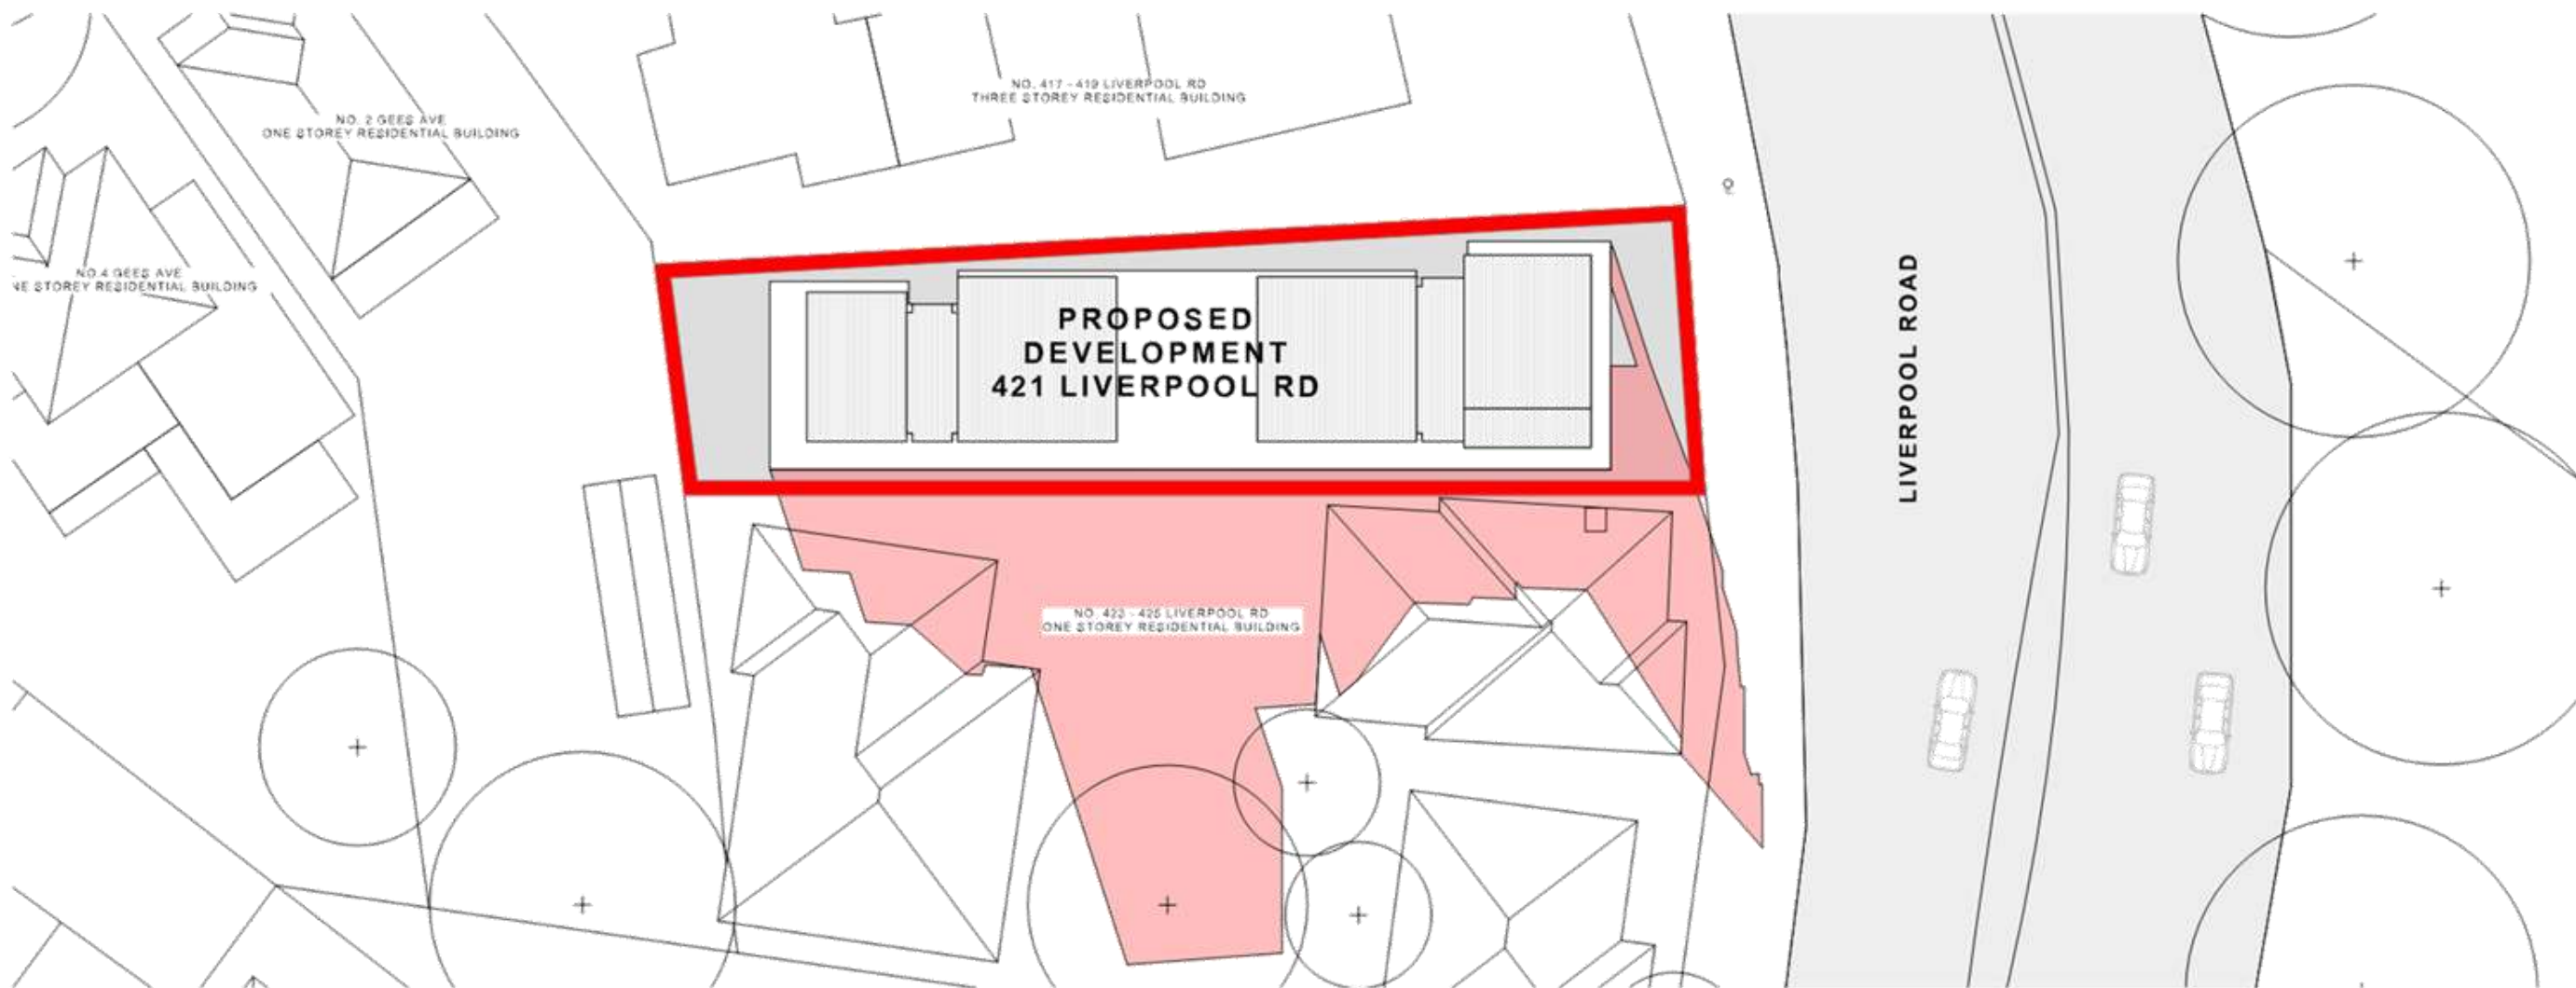 NO. 417 - 419 LIVERPOOL RD
THREE STOREY RESIDENTIAL BUILDING
NO. 2 GEES AVE
ONE STOREY RESIDENTIAL BUILDING
NO.4 GEES AVE
NE STOREY RESIDENTIAL BUILDING
PROPOSED
DEVELOPMENT
421 LIVERPOOL RD
LIVERPOOL ROAD
NO. 423 - 425 LIVERPOOL RD
ONE STOREY RESIDENTIAL BUILDING